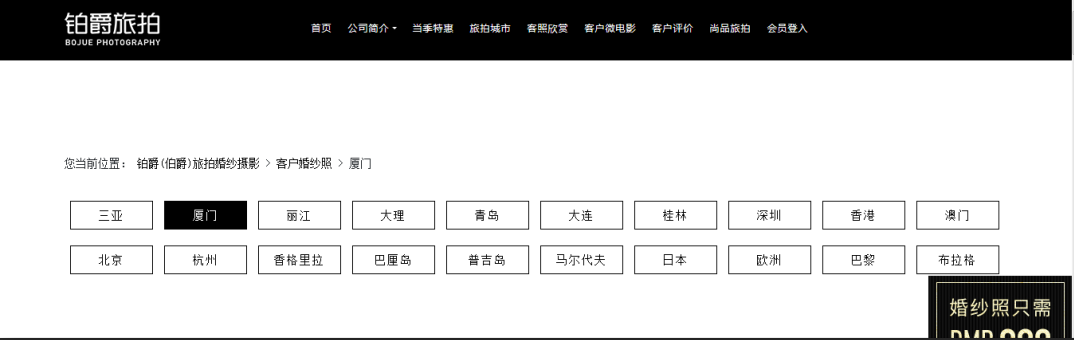 铂爵旅拍
BOJUE PHOTOGRAPHY
首页 公司简介 当季特惠 旅拍城市 客照欣赏 客户微电影 客户评价 尚品旅拍 会员登入
您当前位置： 铂爵(伯爵)旅拍婚纱摄影 > 客户婚纱照 > 厦门
三亚 厦门 丽江 大理 青岛 大连 桂林 深圳 香港 澳门
北京 杭州 香格里拉 巴厘岛 普吉岛 马尔代夫 日本 欧洲 巴黎 布拉格
婚纱照只需